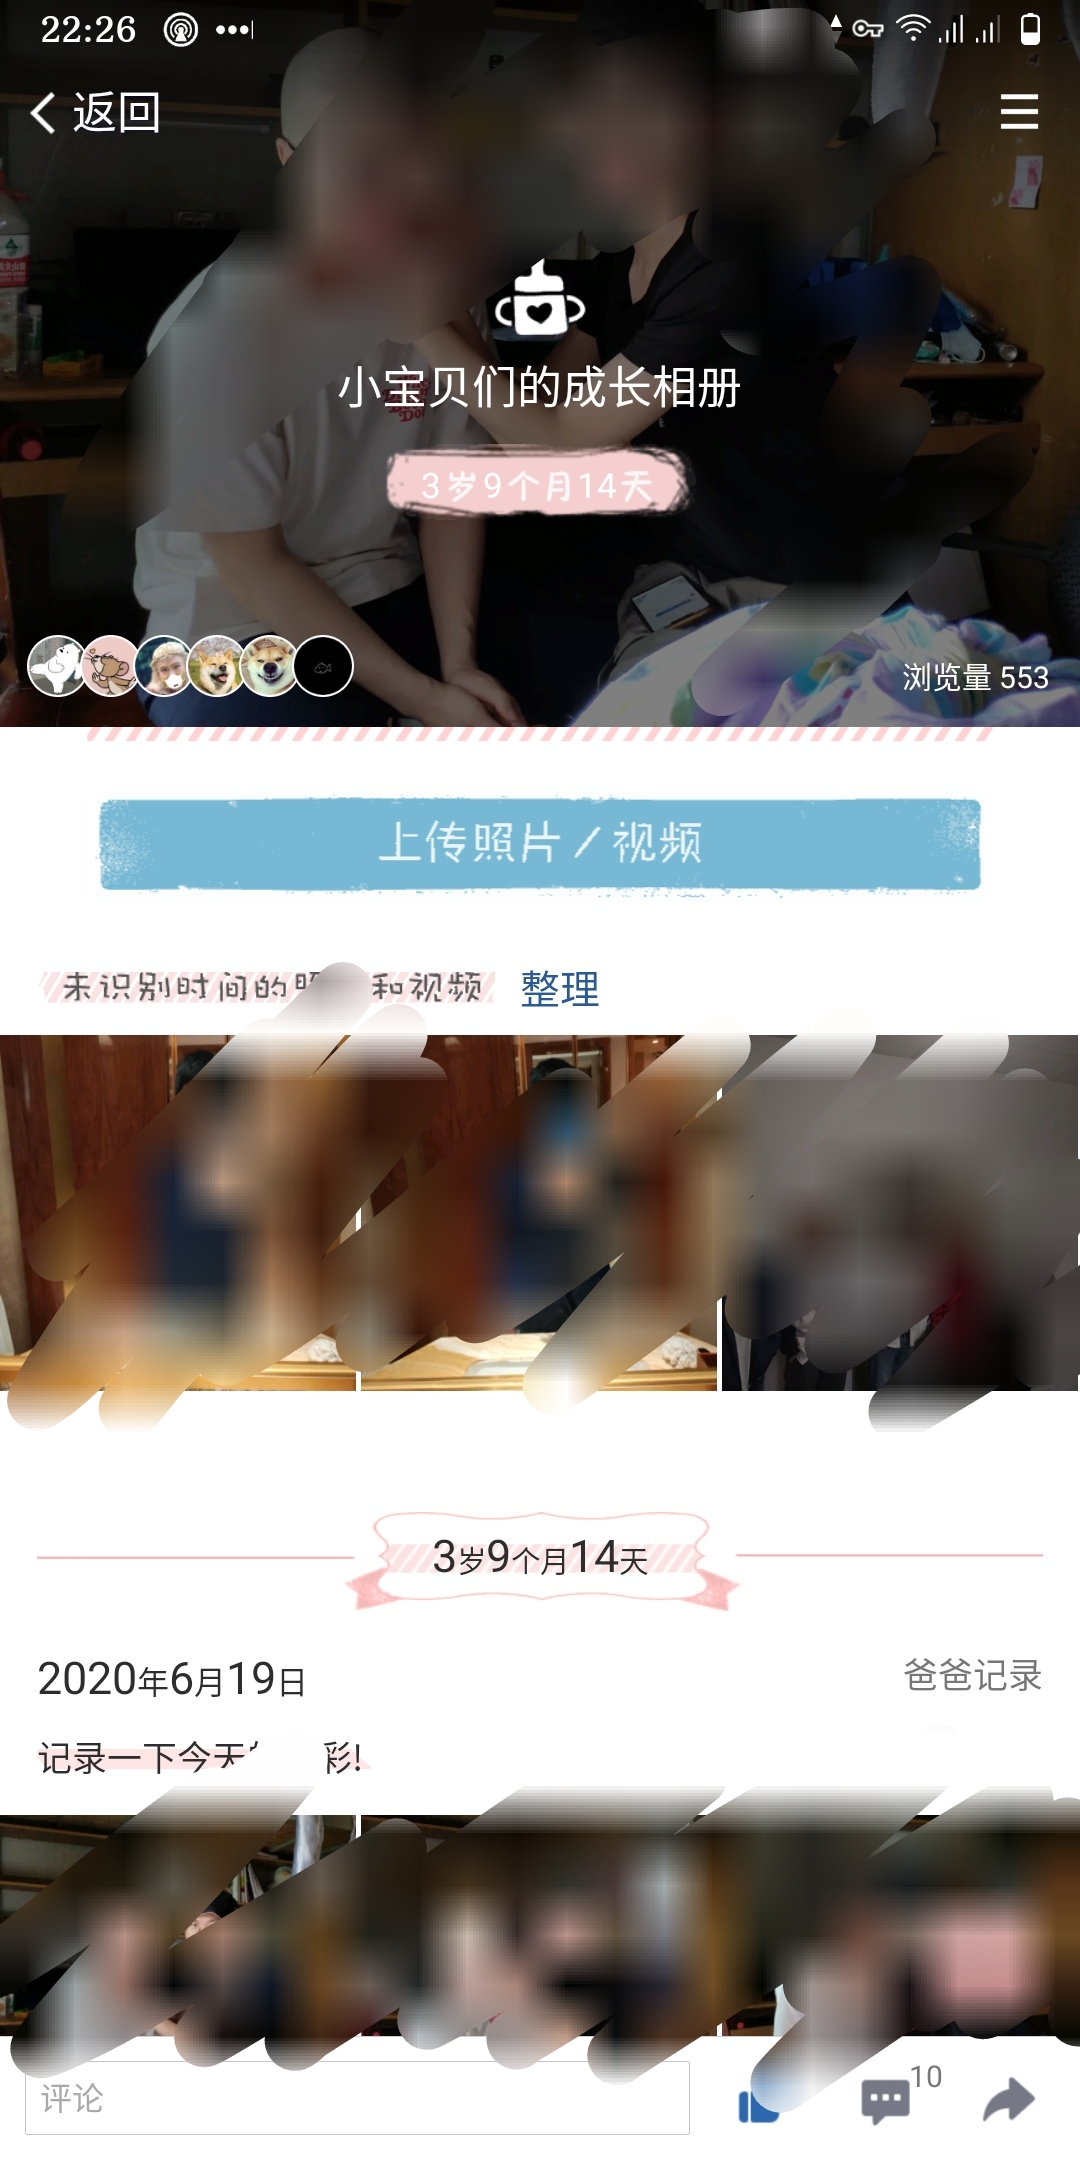 22:26
返回
小宝贝们的成长相册
3岁9个月14天
浏览量 553
上传照片／视频
未识别时间的 和视频 整理
3岁9个月14天
2020年6月19日 爸爸记录
记录一下今天 彩!
评论 10